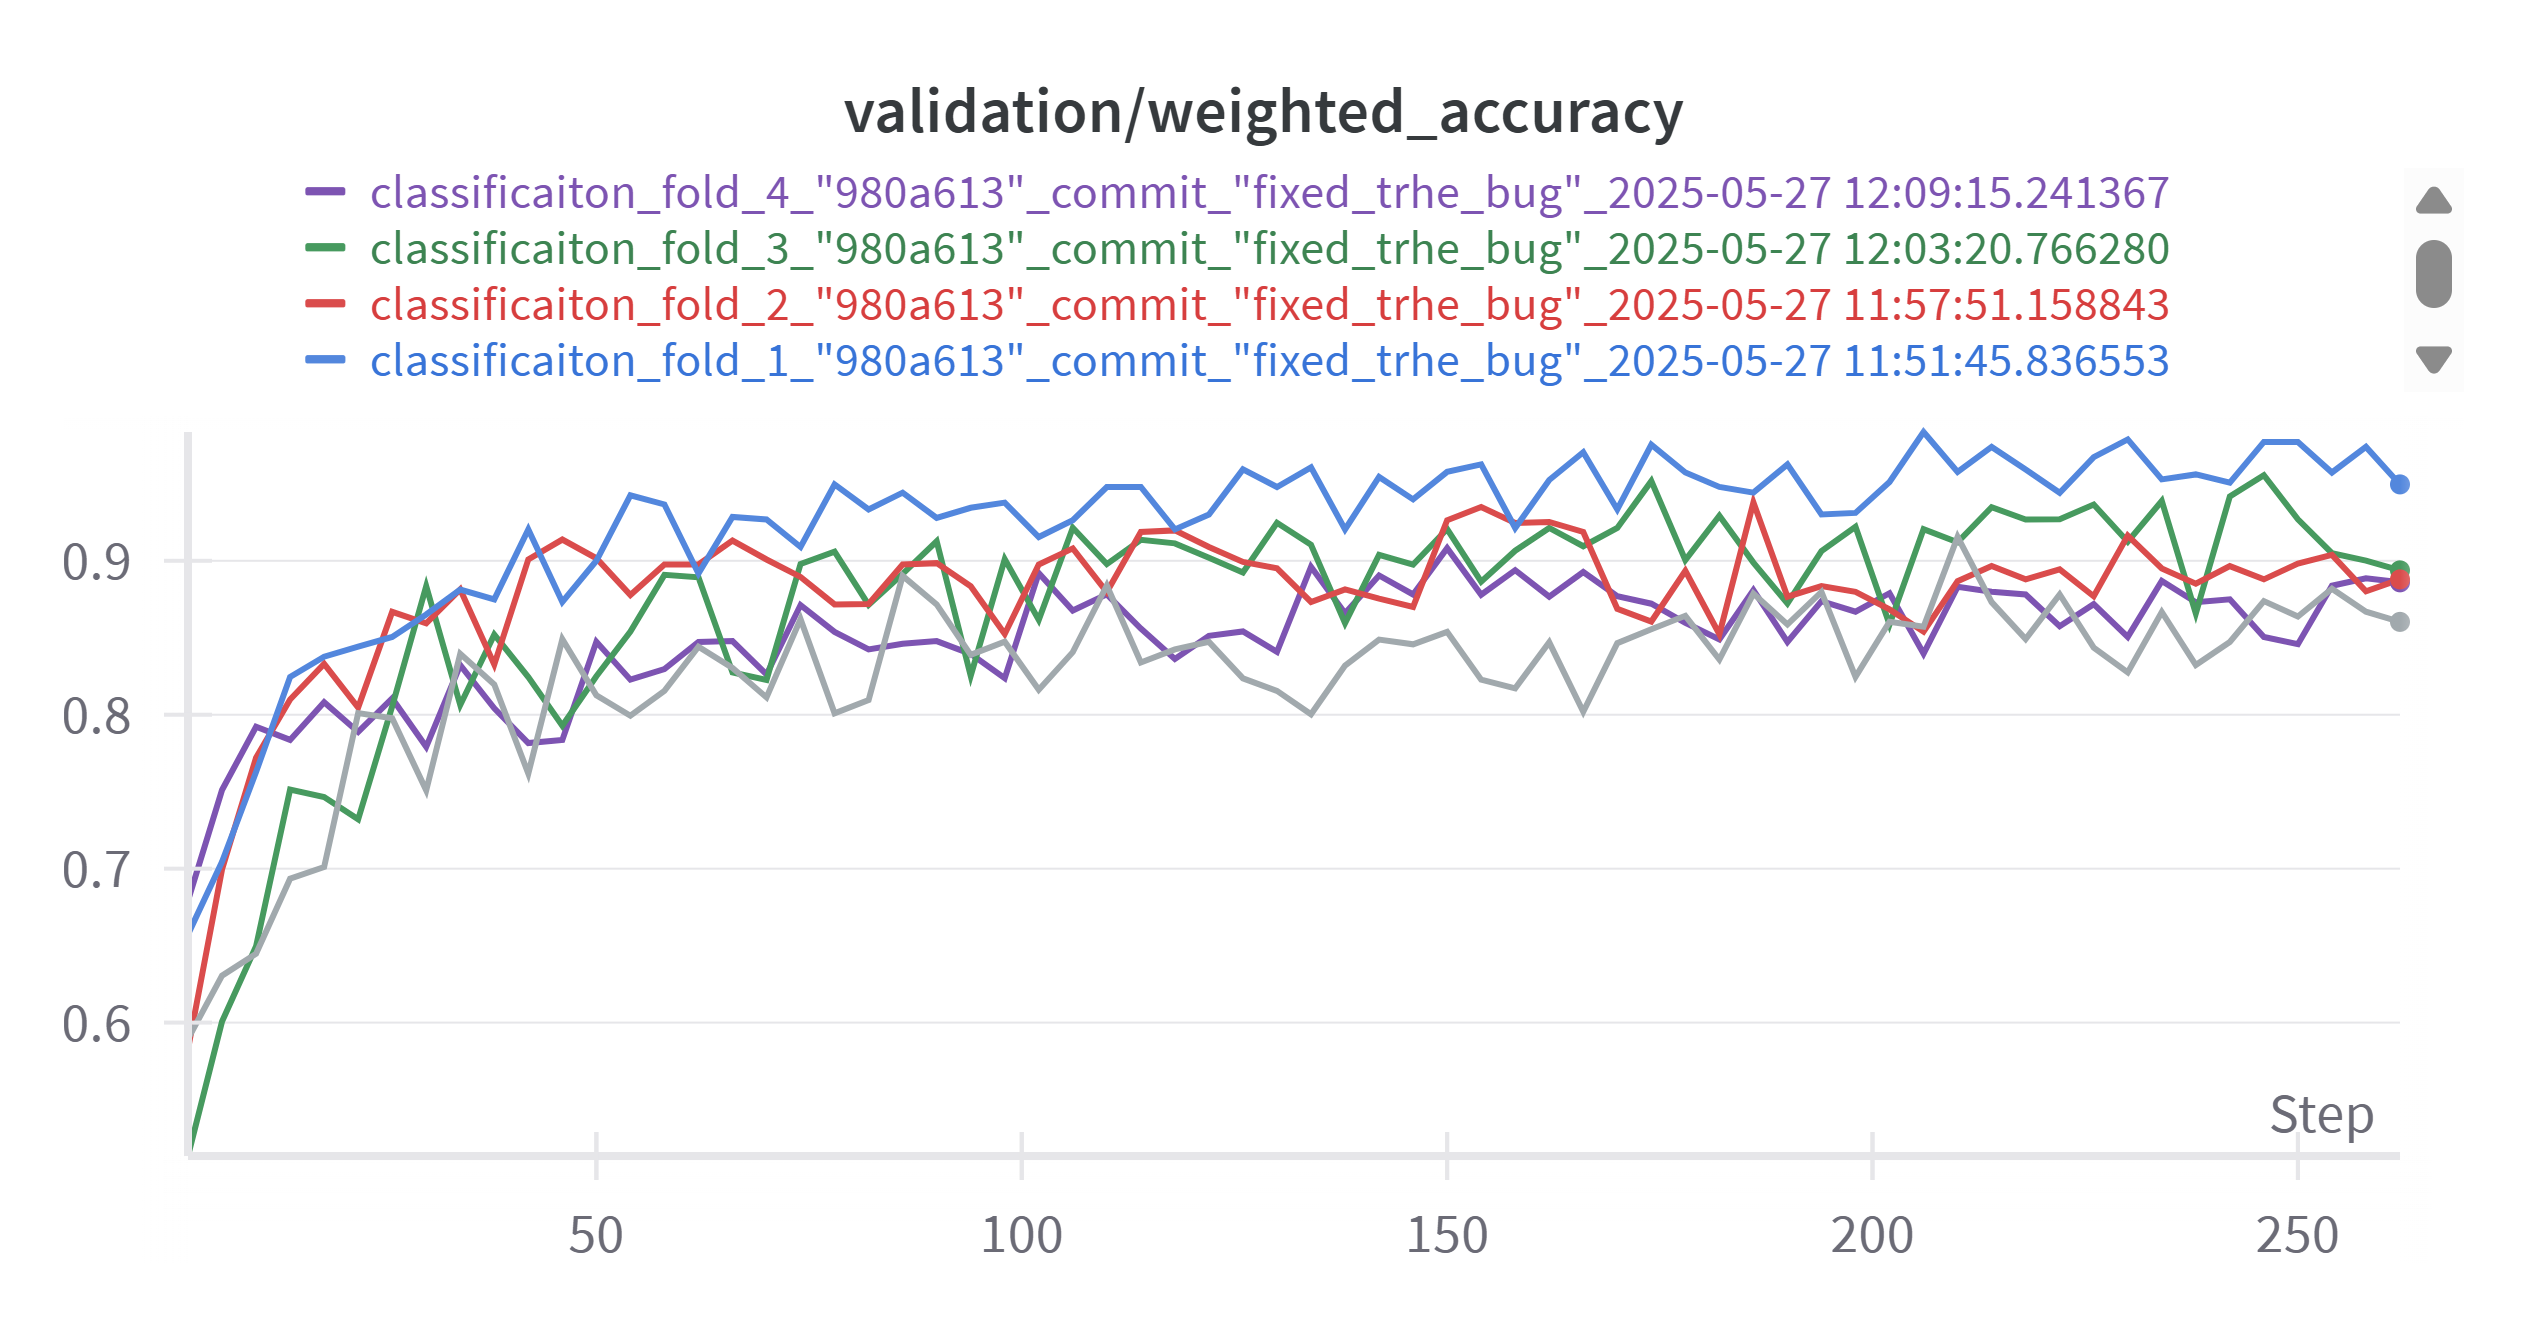 validation/weighted_accuracy
classificaiton_fold_4_"980a613"_commit_"fixed_trhe_bug"_2025-05-27 12:09:15.241367
classificaiton_fold_3_"980a613"_commit_"fixed_trhe_bug"_2025-05-27 12:03:20.766280
classificaiton_fold_2_"980a613"_commit_"fixed_trhe_bug"_2025-05-27 11:57:51.158843
classificaiton_fold_1_"980a613"_commit_"fixed_trhe_bug"_2025-05-27 11:51:45.836553
0.9
0.8
0.7
0.6
Step
50 100 150 200 250